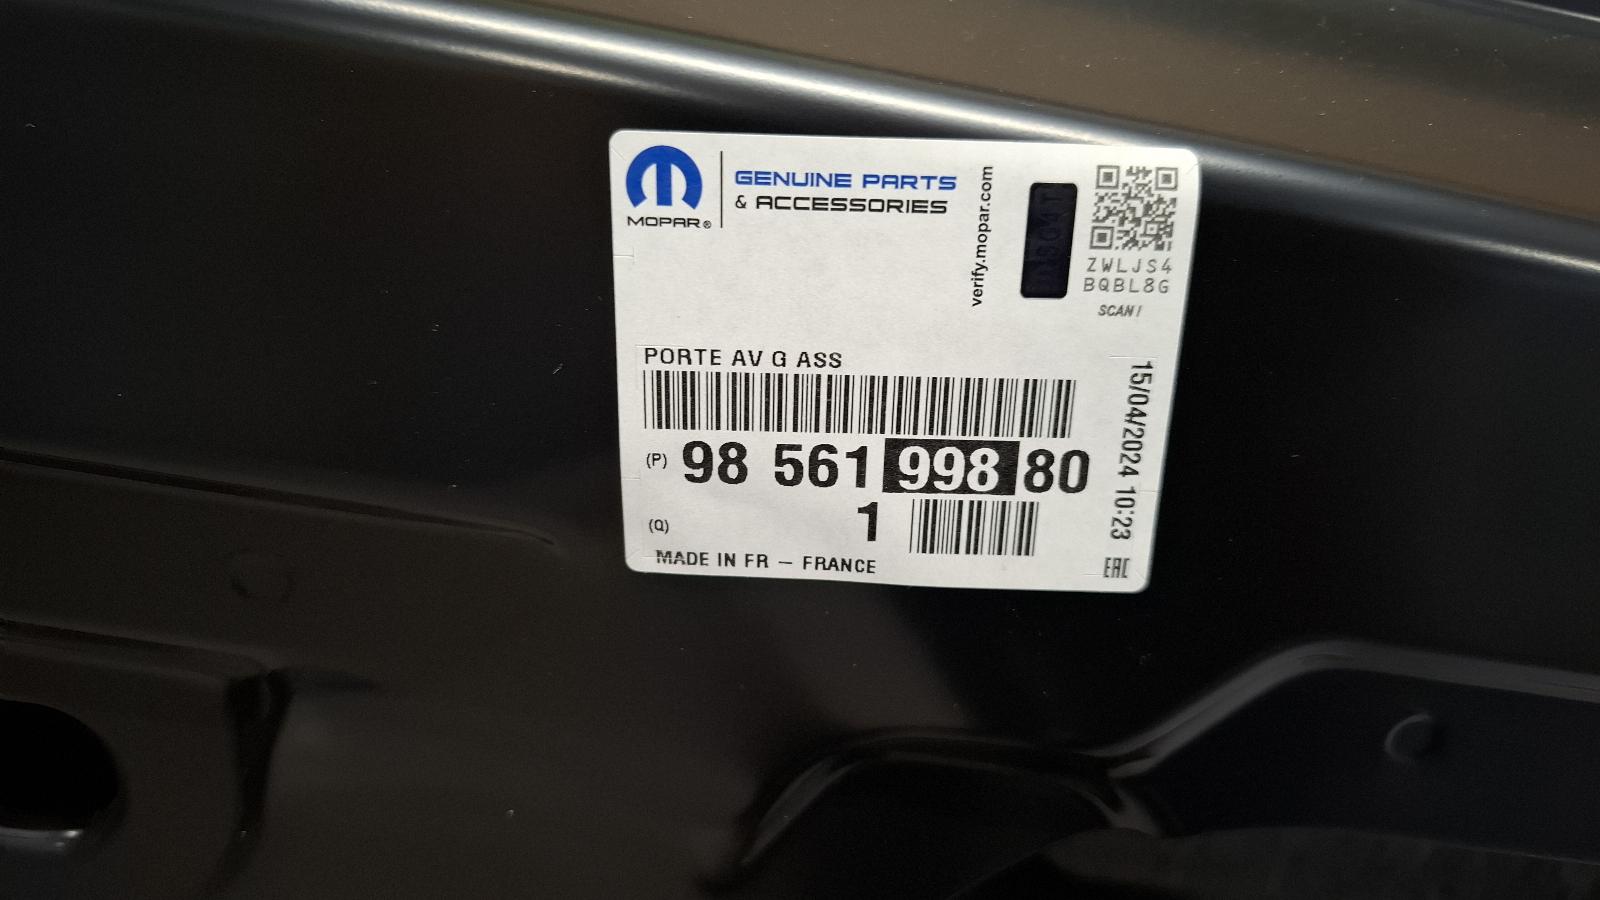 MOPAR®
GENUINE PARTS
& ACCESSORIES
verify.mopar.com
ZWLJS4
BQBL8G
SCAN!
PORTE AV G ASS
(P) 98 561 998 80
(Q) 1
MADE IN FR — FRANCE
15/04/2024 10:23
EAC